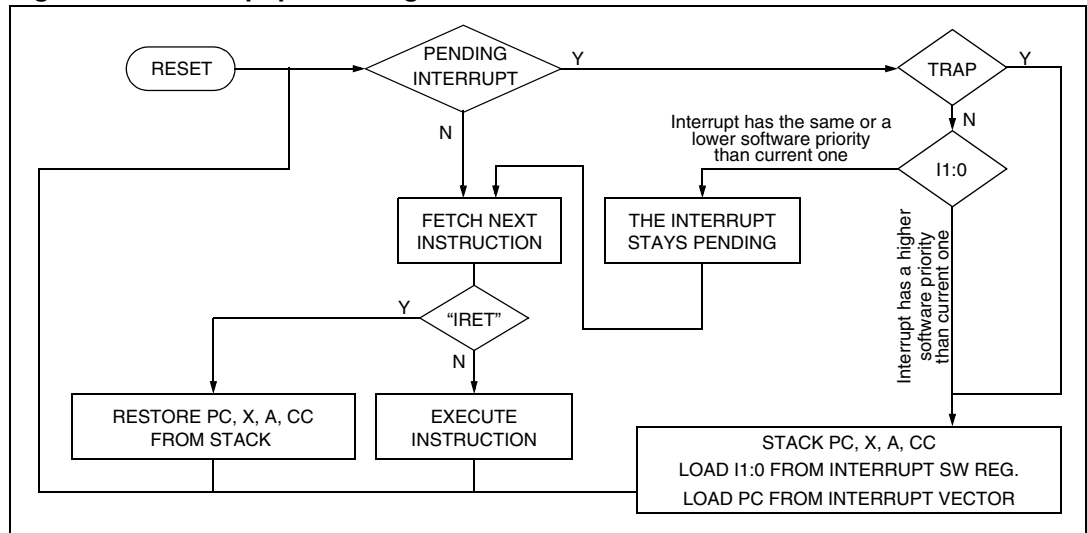 RESET
PENDING
INTERRUPT
Y
TRAP
Y
N
N
Interrupt has the same or a
lower software priority
than current one
I1:0
FETCH NEXT
INSTRUCTION
THE INTERRUPT
STAYS PENDING
Interrupt has a higher
software priority
than current one
Y
“IRET”
N
RESTORE PC, X, A, CC
FROM STACK
EXECUTE
INSTRUCTION
STACK PC, X, A, CC
LOAD I1:0 FROM INTERRUPT SW REG.
LOAD PC FROM INTERRUPT VECTOR